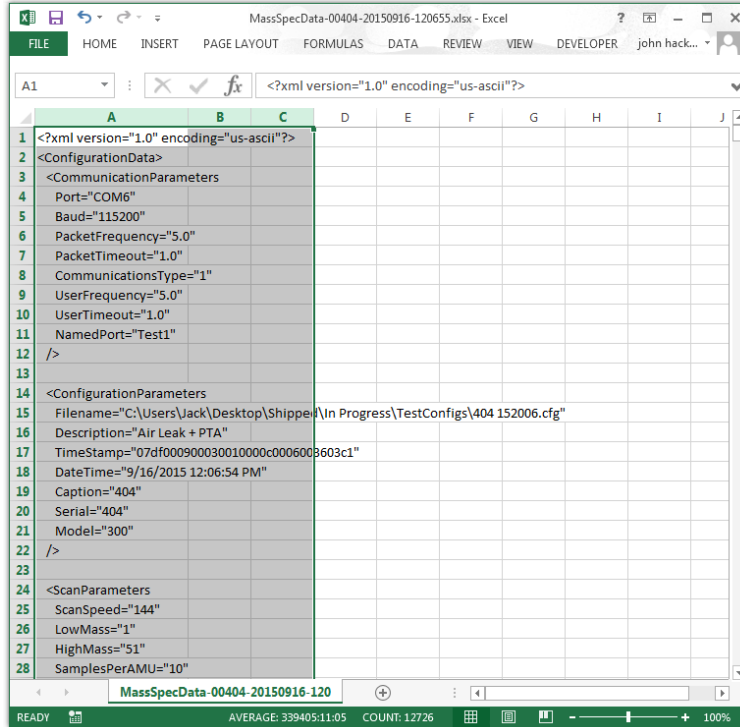 MassSpecData-00404-20150916-120655.xlsx - Excel
?
FILE HOME INSERT PAGE LAYOUT FORMULAS DATA REVIEW VIEW DEVELOPER john hack...
A1 fx <?xml version="1.0" encoding="us-ascii"?>
A B C D E F G H I J
1 <?xml version="1.0" encoding="us-ascii"?>
2 <ConfigurationData>
3 <CommunicationParameters
4 Port="COM6"
5 Baud="115200"
6 PacketFrequency="5.0"
7 PacketTimeout="1.0"
8 CommunicationsType="1"
9 UserFrequency="5.0"
10 UserTimeout="1.0"
11 NamedPort="Test1"
12 />
13
14 <ConfigurationParameters
15 Filename="C:\Users\Jack\Desktop\Shipped\In Progress\TestConfigs\404 152006.cfg"
16 Description="Air Leak + PTA"
17 TimeStamp="07df000900030010000c0006003603c1"
18 DateTime="9/16/2015 12:06:54 PM"
19 Caption="404"
20 Serial="404"
21 Model="300"
22 />
23
24 <ScanParameters
25 ScanSpeed="144"
26 LowMass="1"
27 HighMass="51"
28 SamplesPerAMU="10"
MassSpecData-00404-20150916-120
READY AVERAGE: 339405:11:05 COUNT: 12726 100%